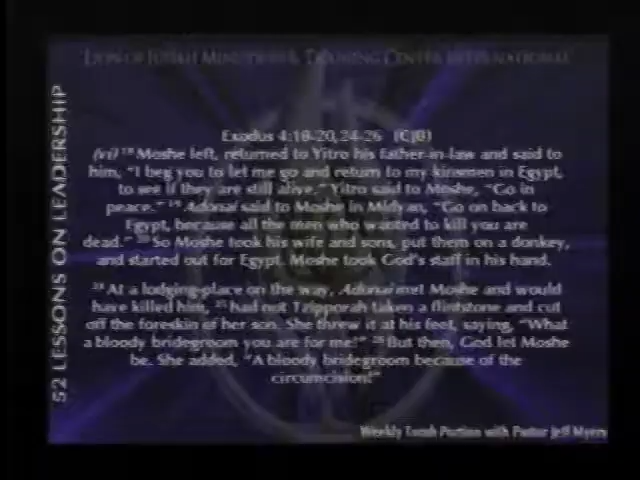 LION OF JUDAH MINISTRIES, TRAINING CENTER INTERNATIONAL
52 LESSONS ON LEADERSHIP
Exodus 4:18-20, 24-26 (CJB)
(vi) 18 Moshe left, returned to Yitro his father-in-law and said to
him, “I beg you to let me go and return to my kinsmen in Egypt,
to see if they are still alive.” Yitro said to Moshe, “Go in
peace.” 19 Adonai said to Moshe in Midyan, “Go on back to
Egypt, because all the men who wanted to kill you are
dead.” 20 So Moshe took his wife and sons, put them on a donkey,
and started out for Egypt. Moshe took God's staff in his hand.
24 At a lodging-place on the way, Adonai met Moshe and would
have killed him, 25 had not Tzipporah taken a flintstone and cut
off the foreskin of her son. She threw it at his feet, saying, “What
a bloody bridegroom you are for me!” 26 But then, God let Moshe
be. She added, “A bloody bridegroom because of the
circumcision!”
Weekly Torah Portion with Pastor Jeff Myers